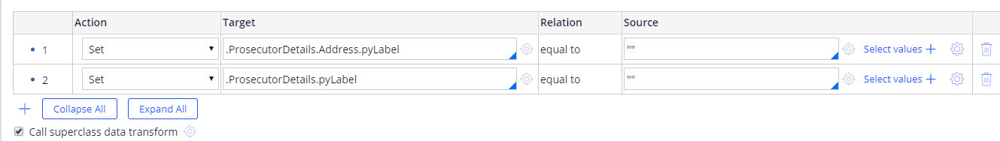 Action Target Relation Source
1 Set .ProsecutorDetails.Address.pyLabel equal to "" Select values
2 Set .ProsecutorDetails.pyLabel equal to "" Select values
Collapse All Expand All
Call superclass data transform